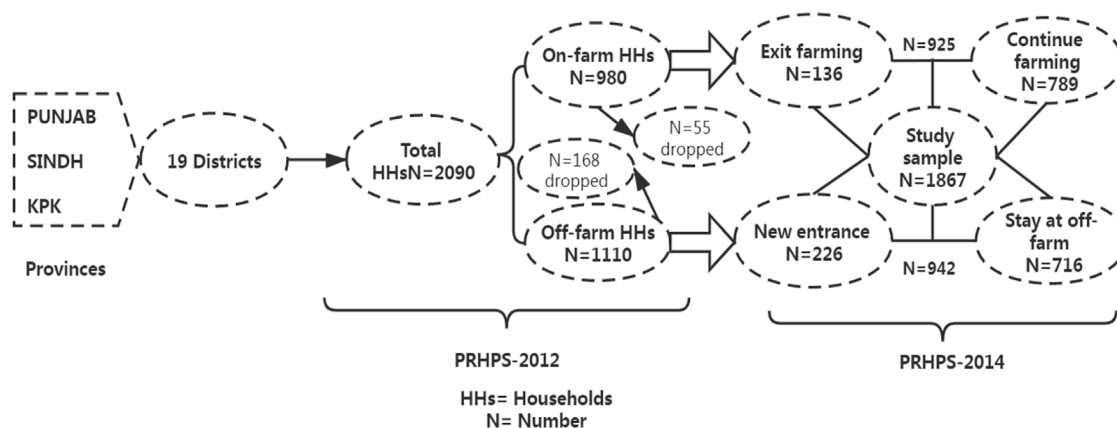 PUNJAB
SINDH
KPK
Provinces
19 Districts
Total
HHsN=2090
On-farm HHs
N=980
N=55
dropped
N=168
dropped
Off-farm HHs
N=1110
Exit farming
N=136
N=925
Continue
farming
N=789
Study
sample
N=1867
New entrance
N=226
N=942
Stay at off-
farm
N=716
PRHPS-2012
PRHPS-2014
HHs= Households
N= Number